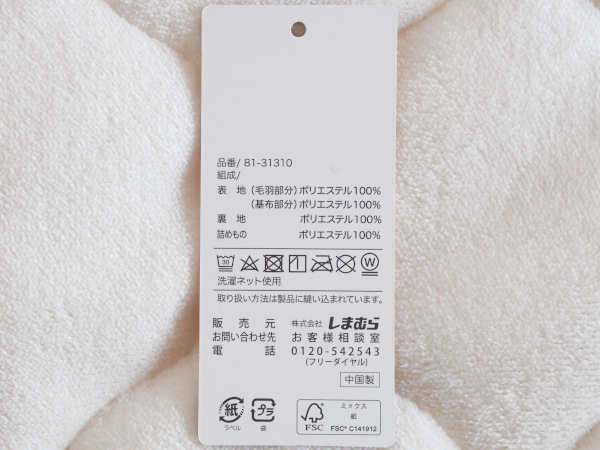 品番/ 81-31310
組成/
表 地 (毛羽部分) ポリエステル100%
(基布部分) ポリエステル100%
裏 地 ポリエステル100%
詰めもの ポリエステル100%
30 W
洗濯ネット使用
取り扱い方法は製品に縫い込まれています。
販売元 株式会社 しまむら
お問い合わせ先 お客様相談室
電話 0120-542543
(フリーダイヤル)
中国製
紙 プラ
ラベル 袋
FSC ミックス
紙
FSC® C141912